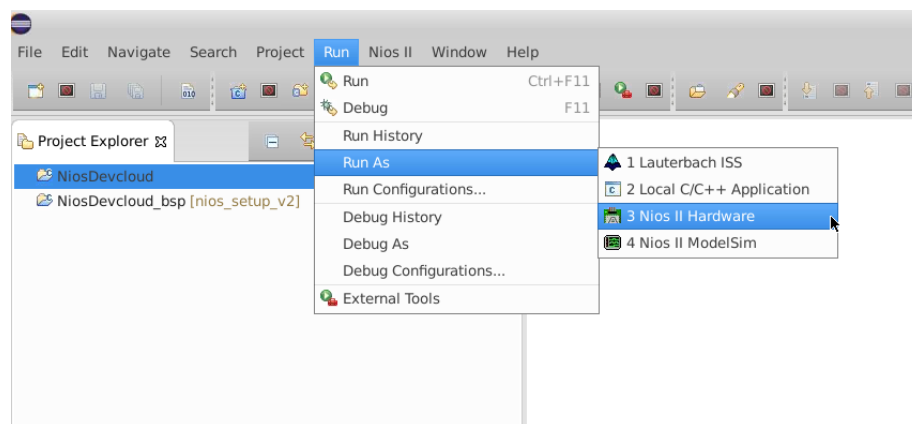 File Edit Navigate Search Project Run Nios II Window Help
Run Ctrl+F11
Debug F11
Project Explorer
Run History
Run As
1 Lauterbach ISS
NiosDevcloud
Run Configurations...
2 Local C/C++ Application
NiosDevcloud_bsp [nios_setup_v2]
Debug History
3 Nios II Hardware
Debug As
4 Nios II ModelSim
Debug Configurations...
External Tools